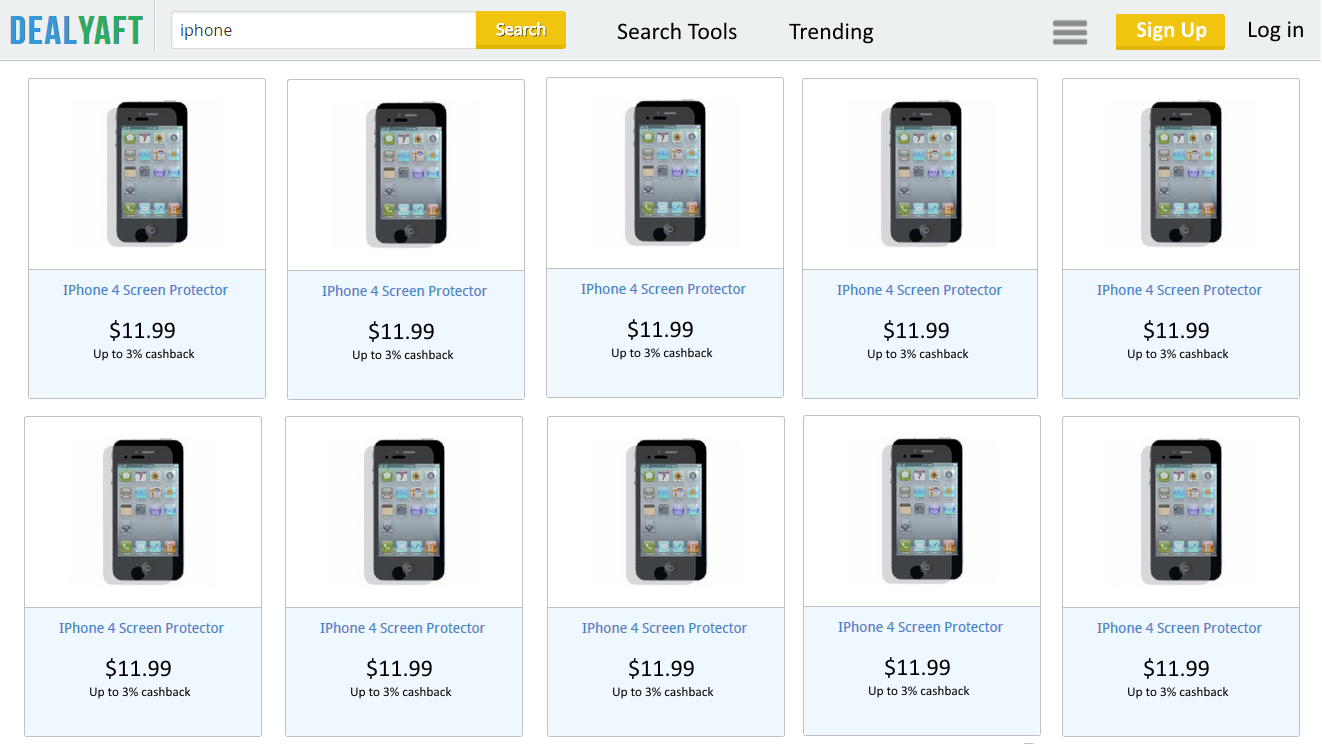 DEALYAFT iphone Search Search Tools Trending Sign Up Log in
IPhone 4 Screen Protector IPhone 4 Screen Protector IPhone 4 Screen Protector IPhone 4 Screen Protector IPhone 4 Screen Protector
$11.99 $11.99 $11.99 $11.99 $11.99
Up to 3% cashback Up to 3% cashback Up to 3% cashback Up to 3% cashback Up to 3% cashback
IPhone 4 Screen Protector IPhone 4 Screen Protector IPhone 4 Screen Protector IPhone 4 Screen Protector IPhone 4 Screen Protector
$11.99 $11.99 $11.99 $11.99 $11.99
Up to 3% cashback Up to 3% cashback Up to 3% cashback Up to 3% cashback Up to 3% cashback